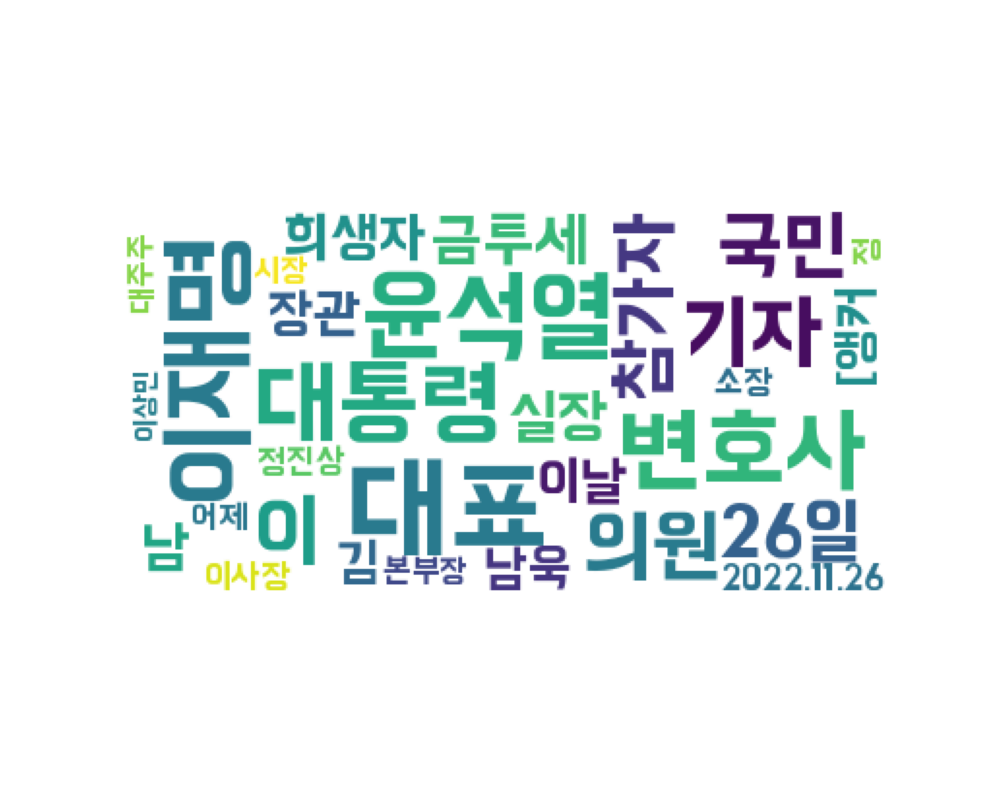 희생자
금투세
참가자
국민
정
대주주
이재명
시장
장관
윤석열
기자
[앵커
이상민
대통령
실장
소장
변호사
정진상
대표
이날
어제
이
의원
26일
남
이사장
김
본부장
남욱
2022.11.26